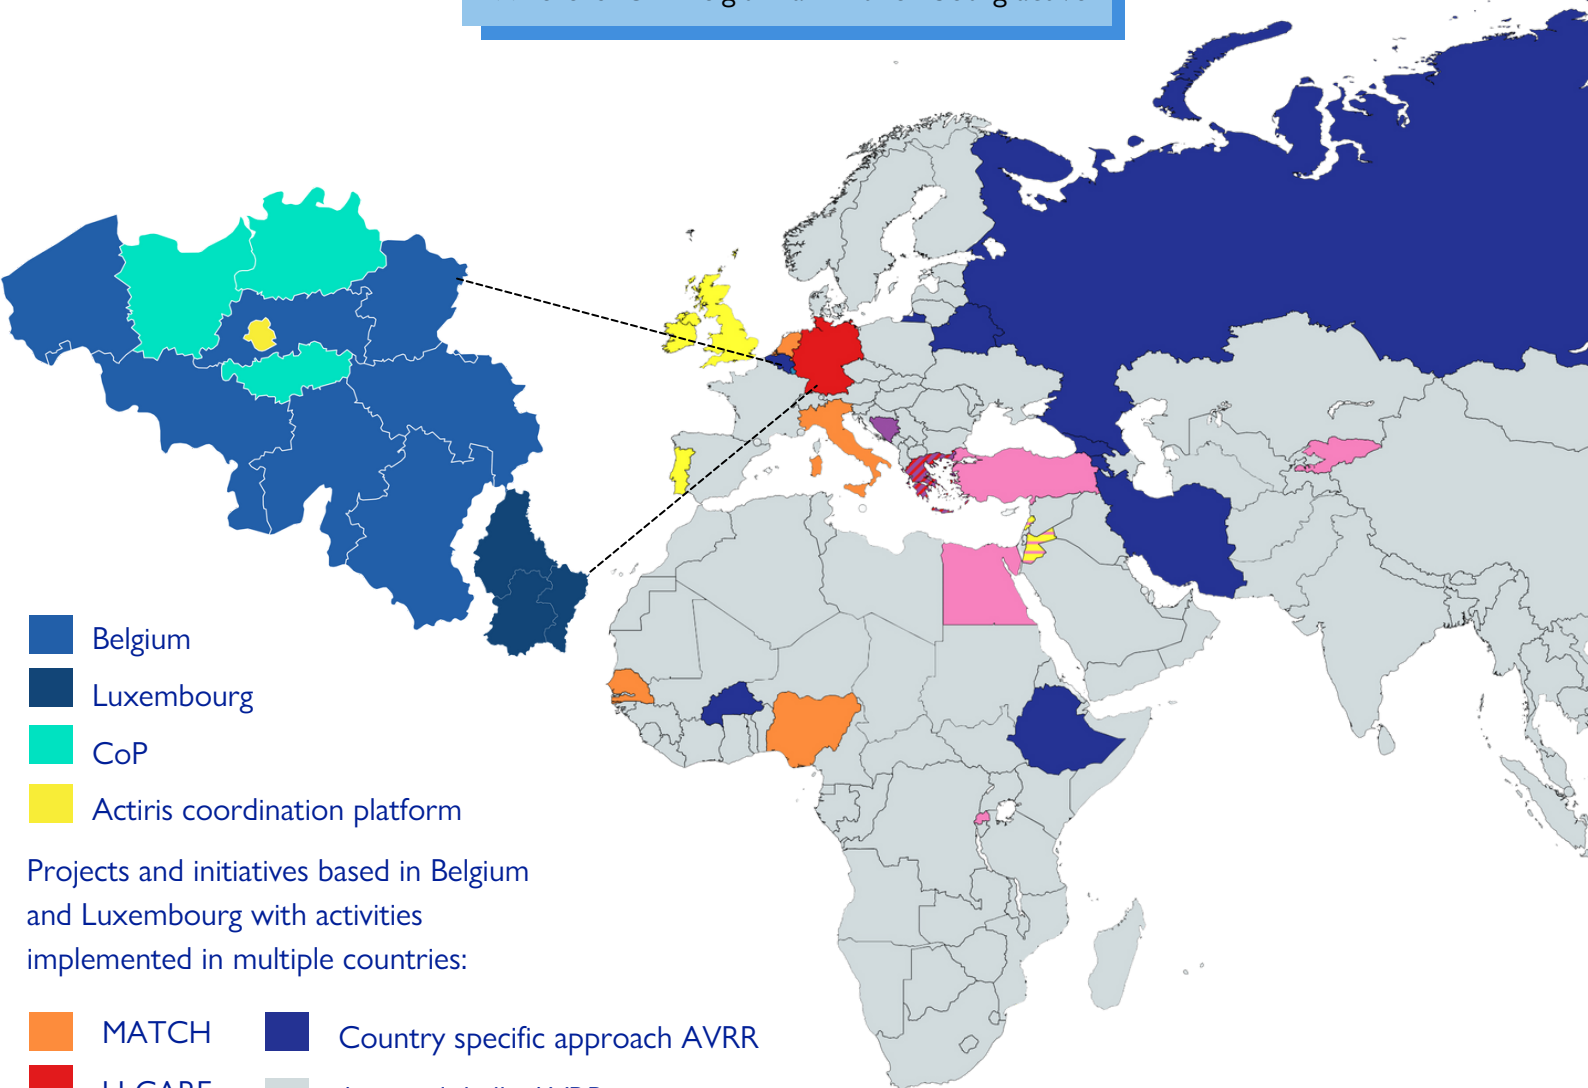 Belgium
Luxembourg
CoP
Actiris coordination platform
Projects and initiatives based in Belgium
and Luxembourg with activities
implemented in multiple countries:
MATCH
Country specific approach AVRR